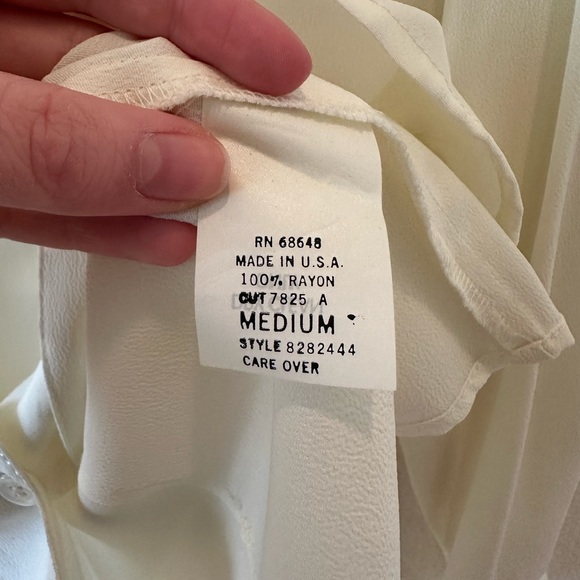 RN 68648
MADE IN U.S.A.
100% RAYON
CUT 7825 A
MEDIUM
STYLE 8282444
CARE OVER